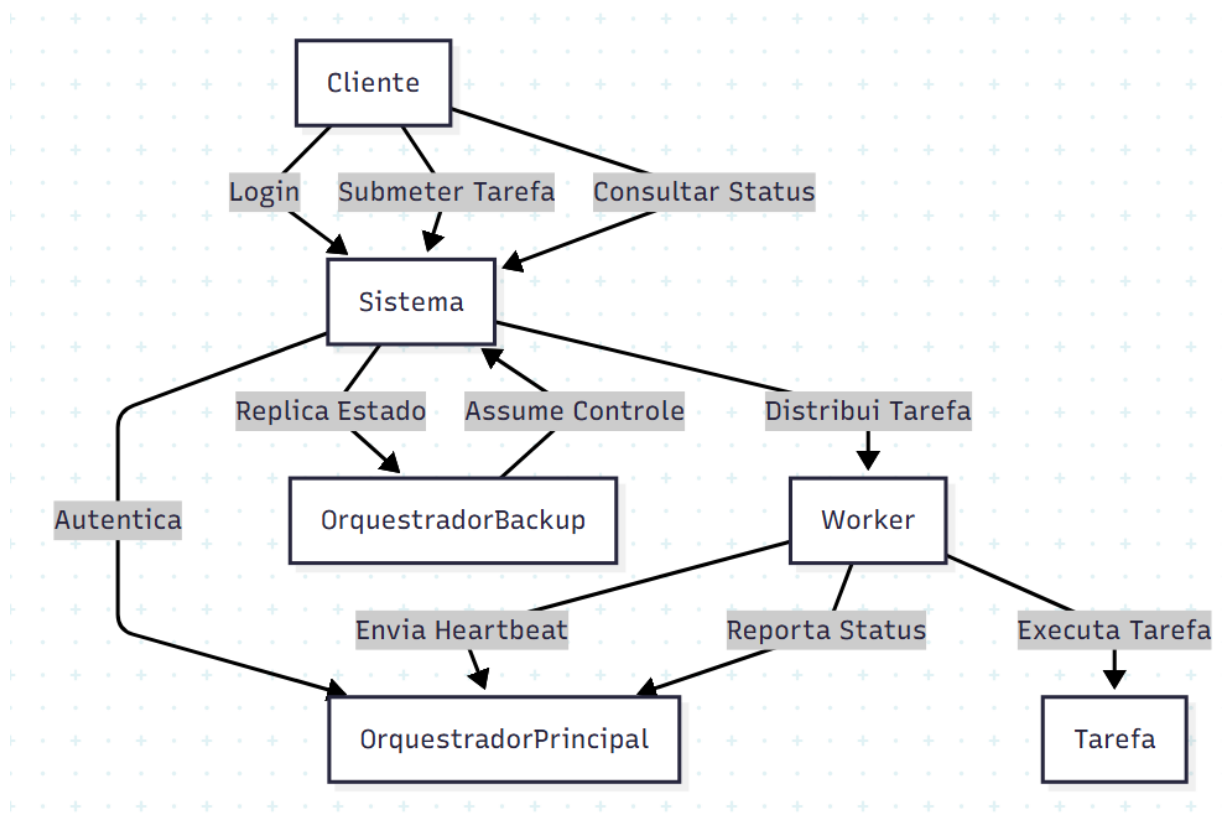 Cliente
Login
Submeter Tarefa
Consultar Status
Sistema
Replica Estado
Assume Controle
Distribui Tarefa
Autentica
OrquestradorBackup
Worker
Envia Heartbeat
Reporta Status
Executa Tarefa
OrquestradorPrincipal
Tarefa